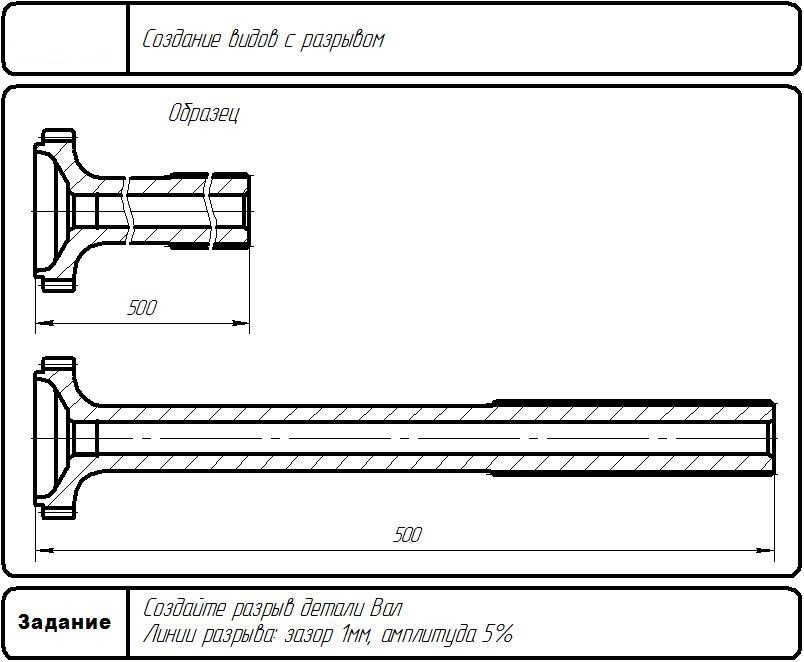 Создание видов с разрывом
Образец
500
500
Задание
Создайте разрыв детали Вал
Линии разрыва: зазор 1мм, амплитуда 5%